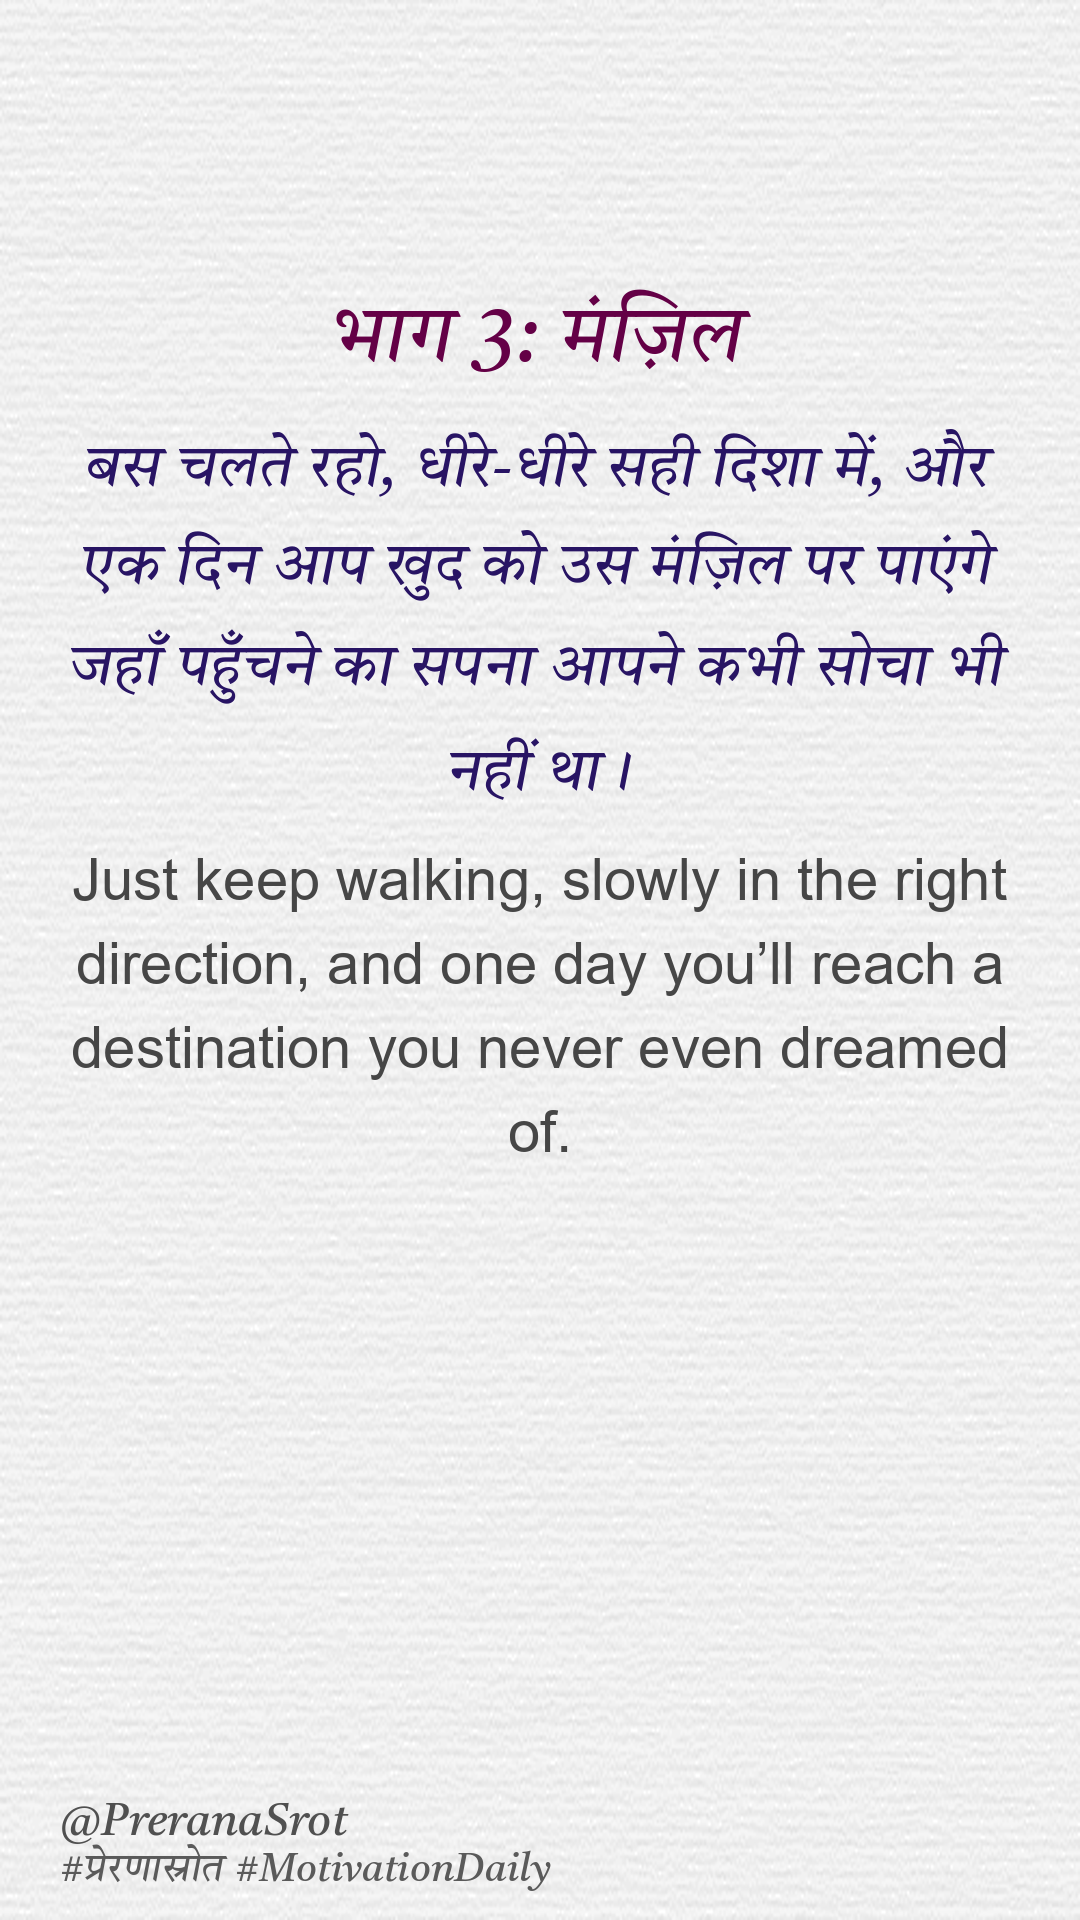 भाग 3: मंज़िल
बस चलते रहो, धीरे-धीरे सही दिशा में, और
एक दिन आप खुद को उस मंज़िल पर पाएंगे
जहाँ पहुँचने का सपना आपने कभी सोचा भी
नहीं था।
Just keep walking, slowly in the right
direction, and one day you’ll reach a
destination you never even dreamed
of.
@PreranaSrot
#प्रेरणास्रोत #MotivationDaily